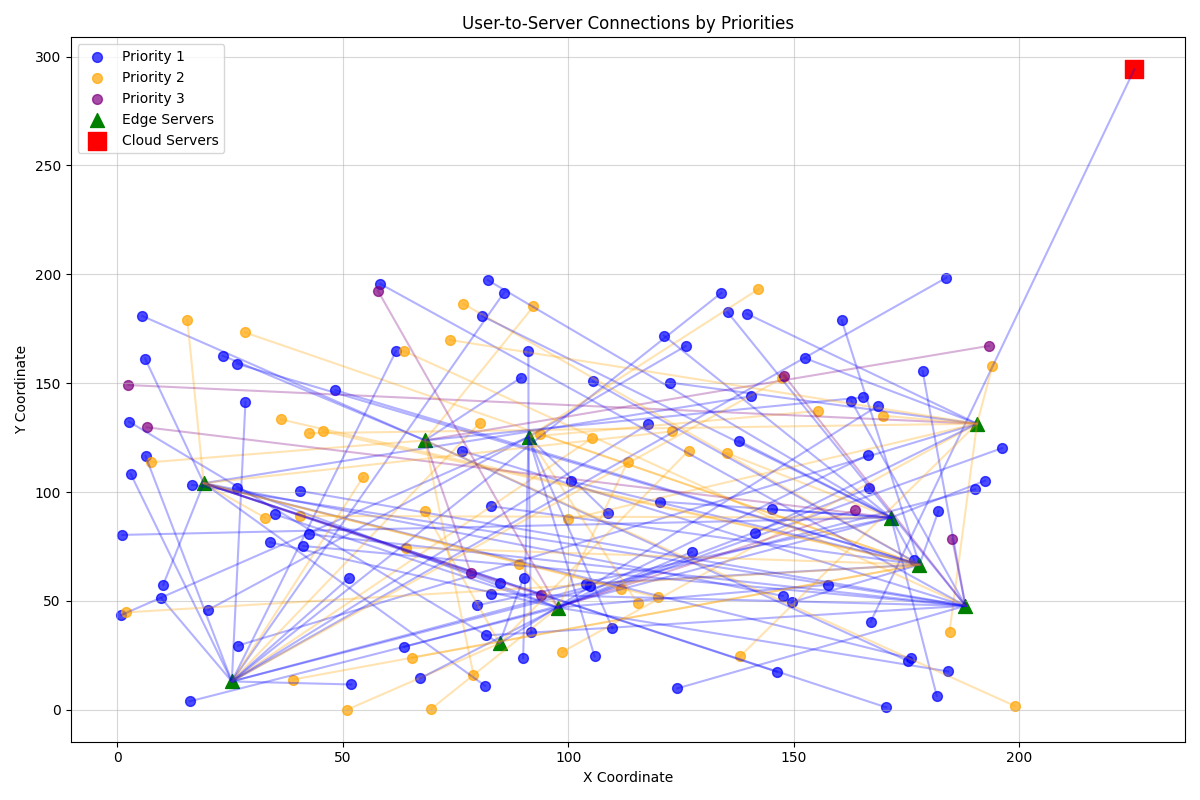 User-to-Server Connections by Priorities
Priority 1
Priority 2
Priority 3
Edge Servers
Cloud Servers
Y Coordinate
300
250
200
150
100
50
0
0
50
100
150
200
X Coordinate